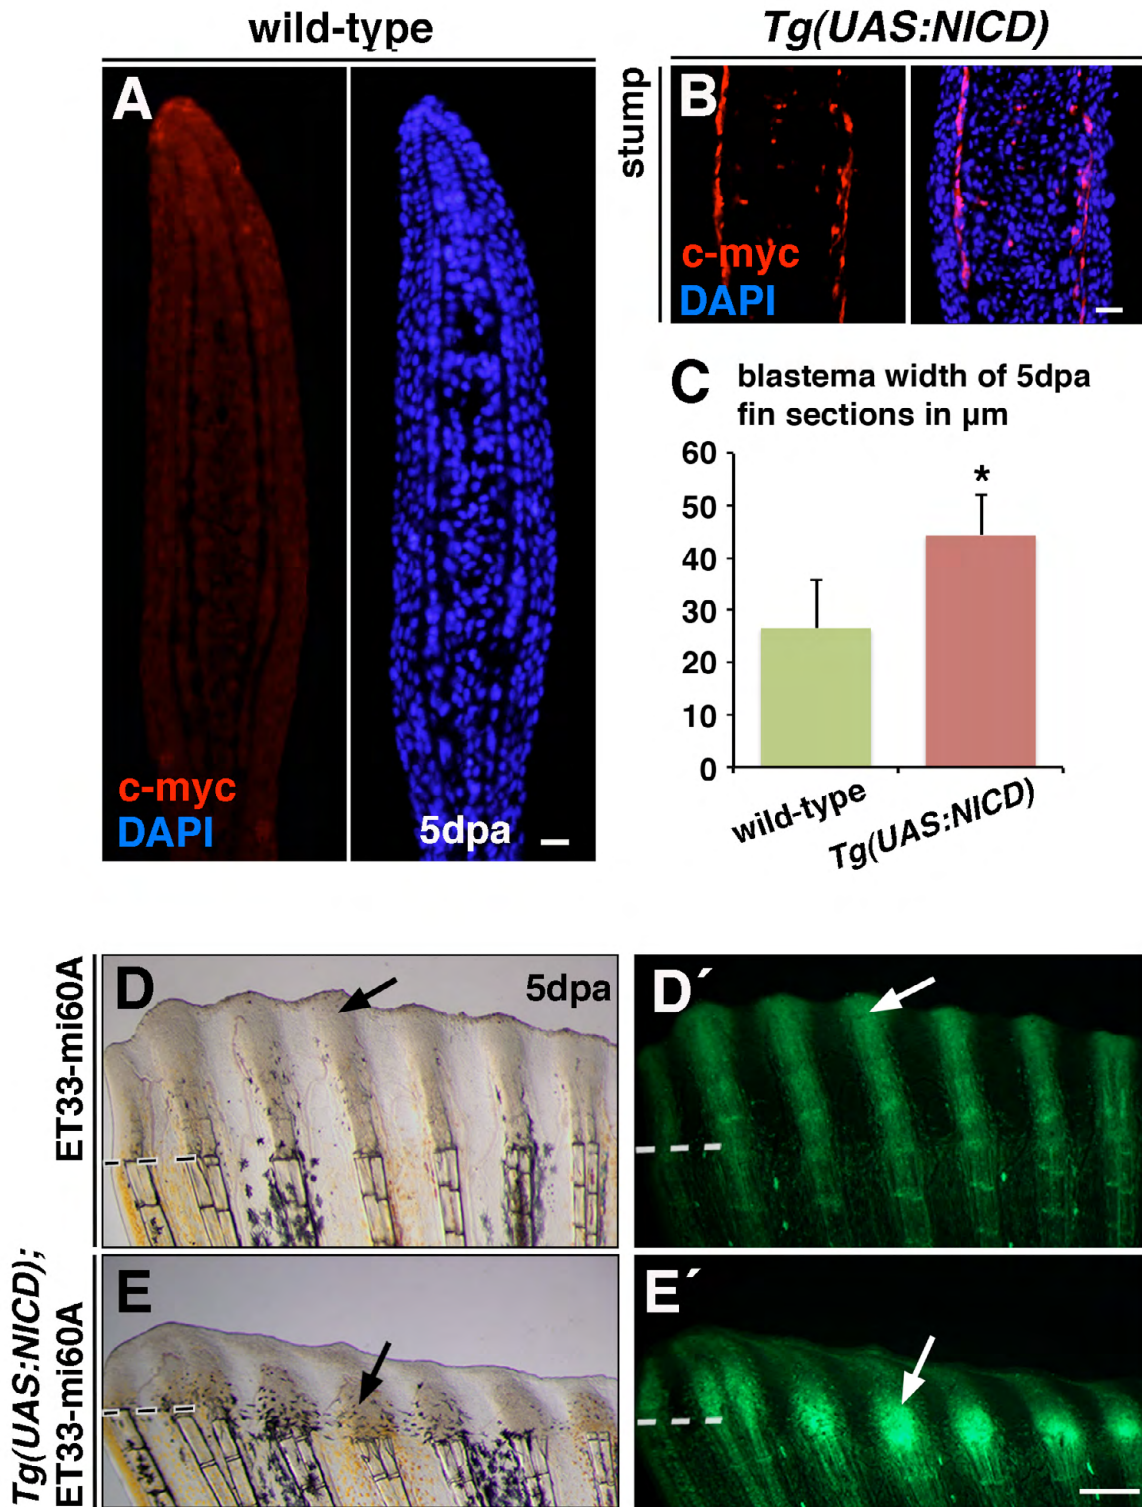 wild-type
Tg(UAS:NICD)
A
c-myc
DAPI
5dpa
stump
B
c-myc
DAPI
C blastema width of 5dpa
fin sections in µm
60
50
40
30
20
10
0
*
wild-type
Tg(UAS:NICD)
ET33-mi60A
D
5dpa
D´
Tg(UAS:NICD);
ET33-mi60A
E
E´